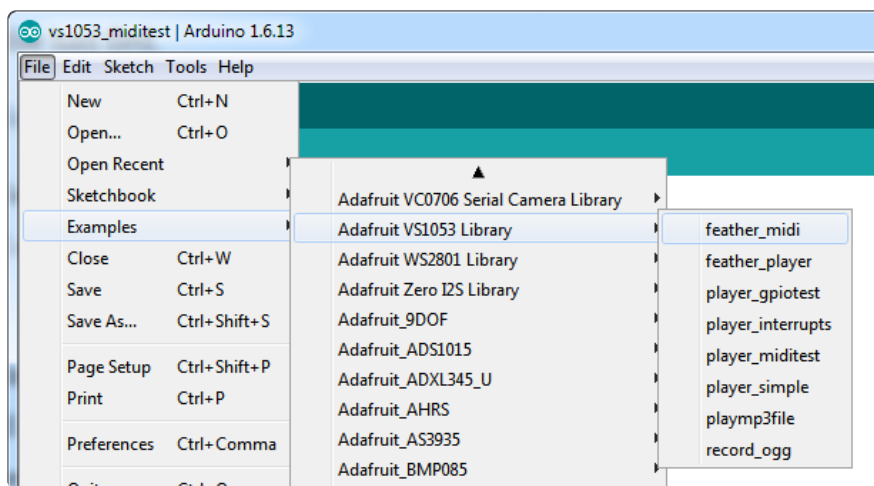 vs1053_miditest | Arduino 1.6.13
File Edit Sketch Tools Help
New Ctrl+N
Open... Ctrl+O
Open Recent
Sketchbook
Examples
Close Ctrl+W
Save Ctrl+S
Save As... Ctrl+Shift+S
Page Setup Ctrl+Shift+P
Print Ctrl+P
Preferences Ctrl+Comma
Adafruit VC0706 Serial Camera Library
Adafruit VS1053 Library
Adafruit WS2801 Library
Adafruit Zero I2S Library
Adafruit_9DOF
Adafruit_ADS1015
Adafruit_ADXL345_U
Adafruit_AHRS
Adafruit_AS3935
Adafruit_BMP085
feather_midi
feather_player
player_gpiotest
player_interrupts
player_miditest
player_simple
playmp3file
record_ogg